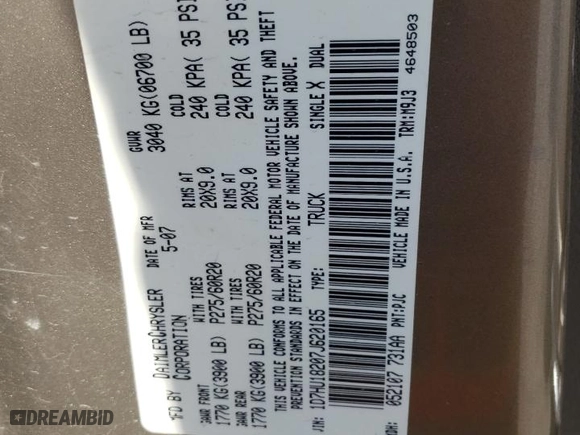 MFD BY DAIMLERCHRYSLER CORPORATION
DATE OF MFR 5-07
GVWR 3040 KG(06700 LB)
GAWR FRONT WITH TIRES RIMS AT COLD
1770 KG(3900 LB) P275/60R20 20X9.0 240 KPA( 35 PSI
GAWR REAR WITH TIRES RIMS AT COLD
1770 KG(3900 LB) P275/60R20 20X9.0 240 KPA( 35 PSI
THIS VEHICLE CONFORMS TO ALL APPLICABLE FEDERAL MOTOR VEHICLE SAFETY AND THEFT
PREVENTION STANDARDS IN EFFECT ON THE DATE OF MANUFACTURE SHOWN ABOVE.
VIN: 1D7HU18207J620165 TYPE: TRUCK SINGLE X DUAL
MDH: 052107 731AA PNT:PJC VEHICLE MADE IN U.S.A. TRM:M9J3
4648503
DREAMBID